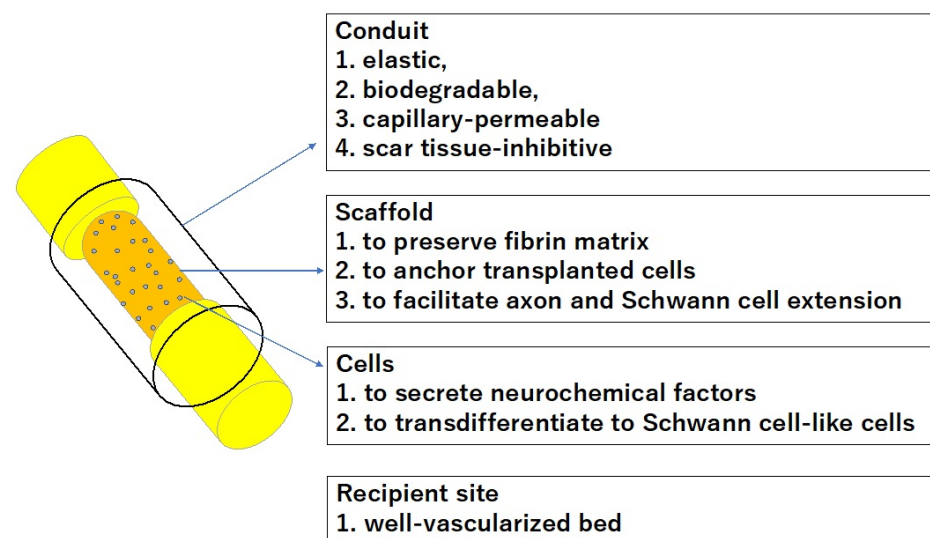 Conduit
1. elastic,
2. biodegradable,
3. capillary-permeable
4. scar tissue-inhibitive
Scaffold
1. to preserve fibrin matrix
2. to anchor transplanted cells
3. to facilitate axon and Schwann cell extension
Cells
1. to secrete neurochemical factors
2. to transdifferentiate to Schwann cell-like cells
Recipient site
1. well-vascularized bed